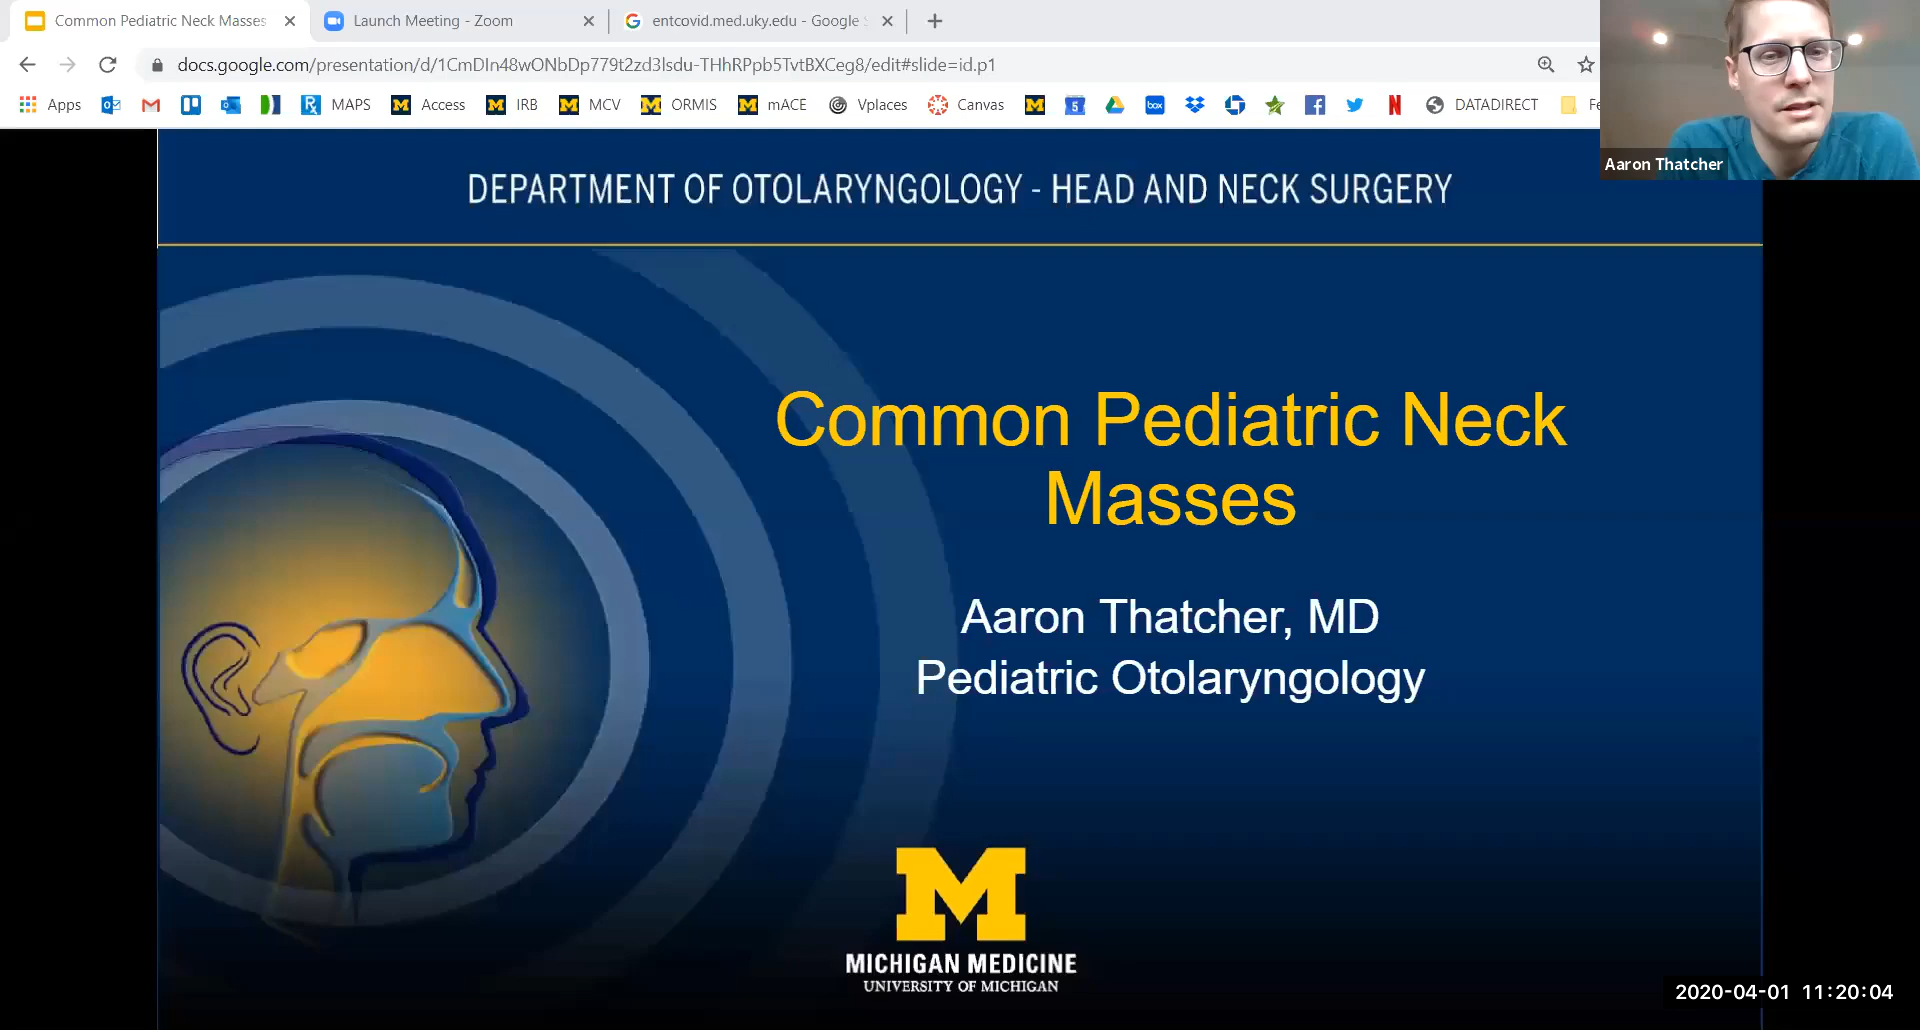 Common Pediatric Neck Masses
Launch Meeting - Zoom
entcovid.med.uky.edu - Google
docs.google.com/presentation/d/1CmDIn48wONbDp779t2zd3lsdu-THhRPpb5TvtBXCeg8/edit#slide=id.p1
Apps MAPS Access IRB MCV ORMIS mACE Vplaces Canvas 5 box DATADIRECT Fe
Aaron Thatcher
DEPARTMENT OF OTOLARYNGOLOGY - HEAD AND NECK SURGERY
Common Pediatric Neck
Masses
Aaron Thatcher, MD
Pediatric Otolaryngology
M
MICHIGAN MEDICINE
UNIVERSITY OF MICHIGAN
2020-04-01 11:20:04